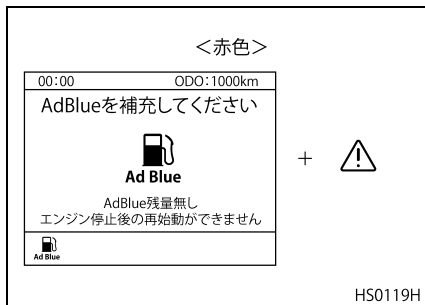 ＜赤色＞
00:00 ODO:1000km
AdBlueを補充してください
Ad Blue
AdBlue残量無し
エンジン停止後の再始動ができません
Ad Blue
+
HS0119H